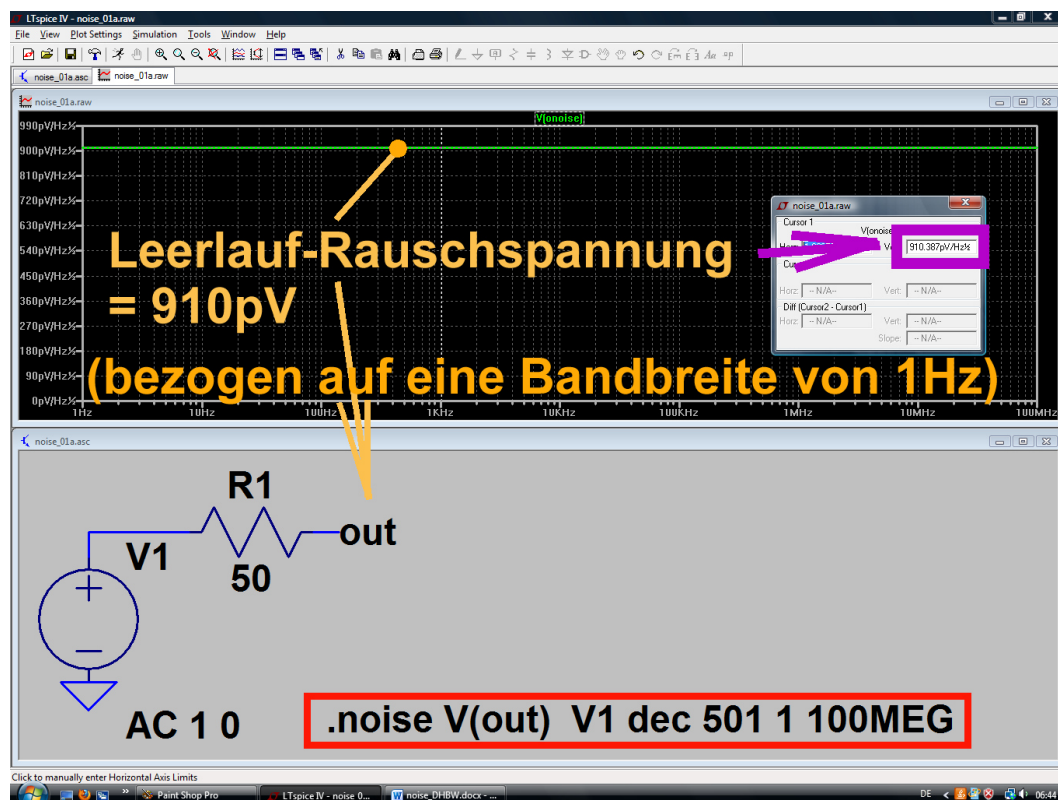 LTspice IV - noise_01a.raw
File View Plot Settings Simulation Tools Window Help
noise_01a.asc noise_01a.raw
noise_01a.raw
V(onoise)
990pV/Hz½
900pV/Hz½
810pV/Hz½
720pV/Hz½
630pV/Hz½
540pV/Hz½
450pV/Hz½
360pV/Hz½
270pV/Hz½
180pV/Hz½
90pV/Hz½
0pV/Hz½
1Hz 10Hz 100Hz 1KHz 10KHz 100KHz 1MHz 10MHz 100MHz
Leerlauf-Rauschspannung
= 910pV
(bezogen auf eine Bandbreite von 1Hz)
noise_01a.raw
Cursor 1
V(onoise
910.387pV/Hz½
Horz: -- N/A-- Vert: -- N/A--
Diff (Cursor2 - Cursor1)
Horz: -- N/A-- Vert: -- N/A--
Slope: -- N/A--
noise_01a.asc
R1
out
V1
50
AC 1 0
.noise V(out) V1 dec 501 1 100MEG
Click to manually enter Horizontal Axis Limits
Paint Shop Pro LTspice IV - noise 0... noise_DHBW.docx - ... DE 06:44